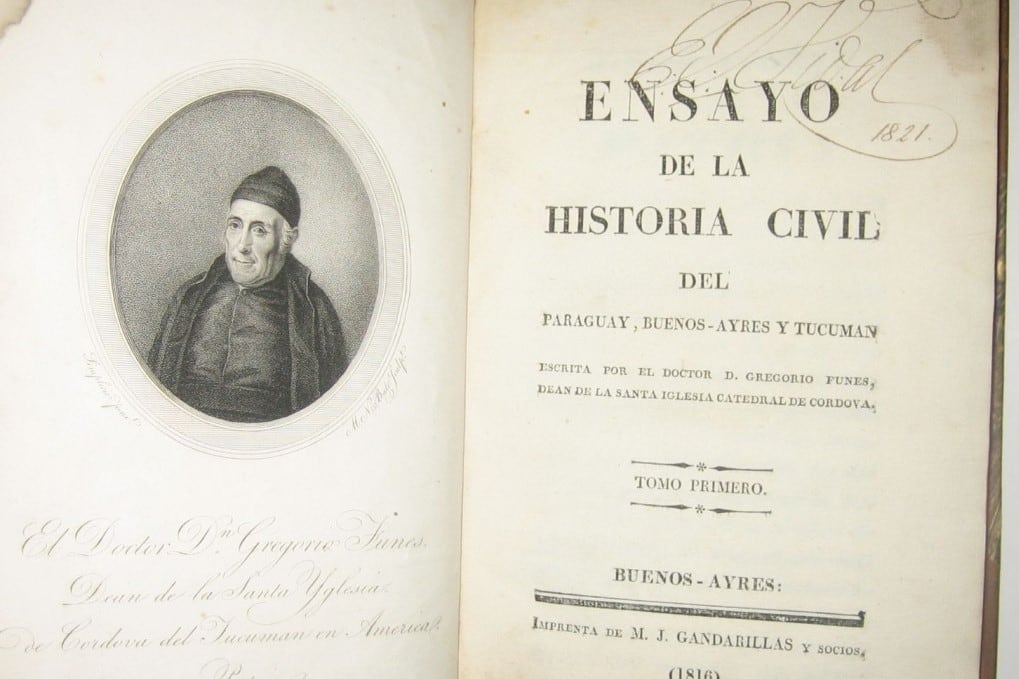 El Doctor Dn Gregorio Funes.
Dean de la Santa Yglesia
de Cordova del Tucuman en America.
E. E. Vidal
1821.
ENSAYO
DE LA
HISTORIA CIVIL
DEL
PARAGUAY, BUENOS-AYRES Y TUCUMAN
ESCRITA POR EL DOCTOR D. GREGORIO FUNES,
DEAN DE LA SANTA IGLESIA CATEDRAL DE CORDOVA.
TOMO PRIMERO.
BUENOS-AYRES:
IMPRENTA DE M. J. GANDARILLAS Y SOCIOS,
(1816)